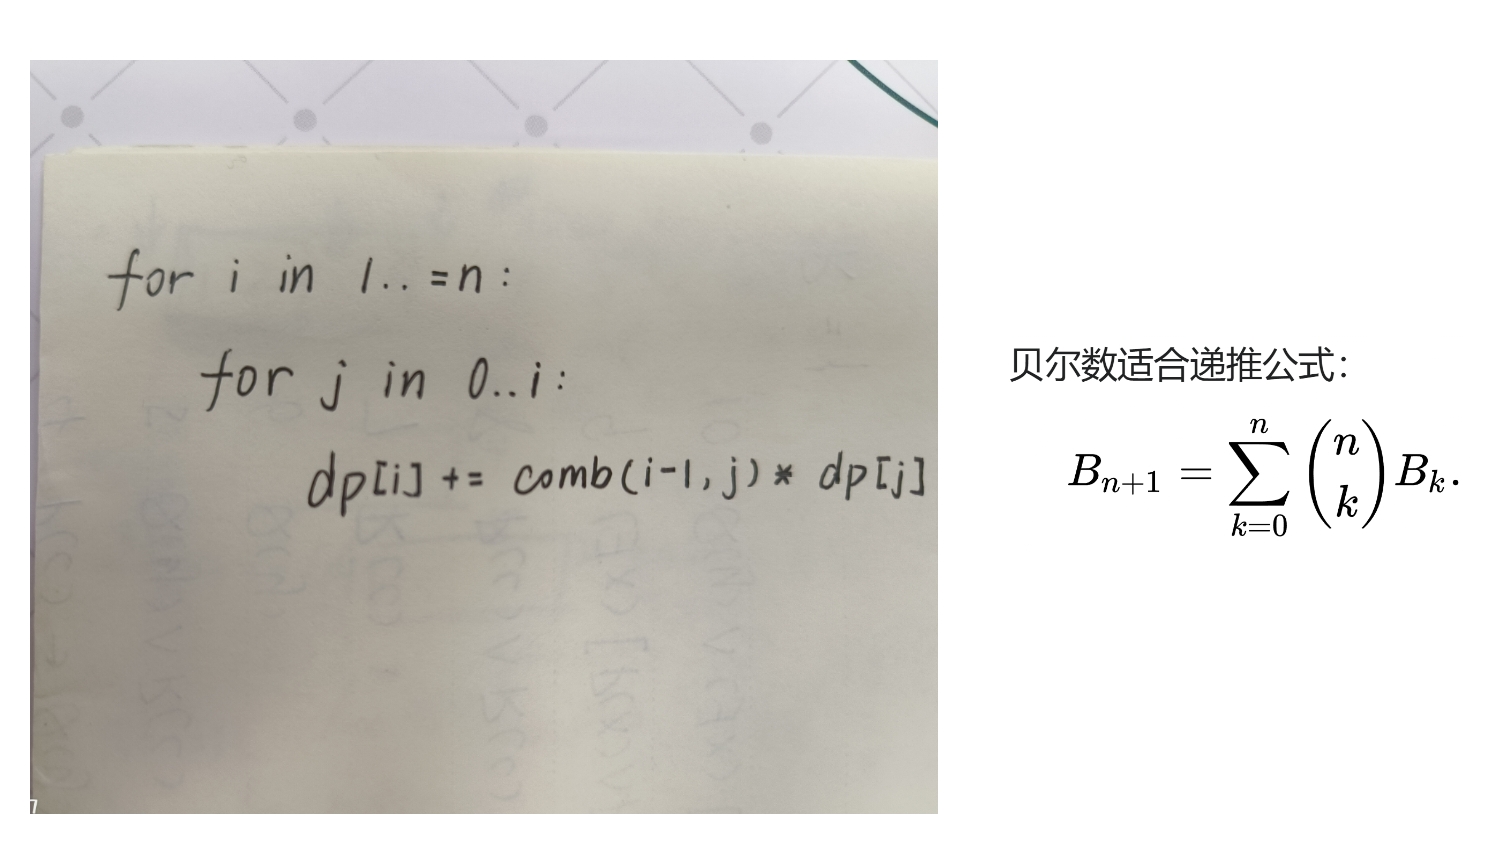 for i in 1..=n:
for j in 0..i:
dp[i] += comb(i-1,j)* dp[j]
贝尔数适合递推公式：
B_{n+1} = \sum_{k=0}^{n} \binom{n}{k} B_k.